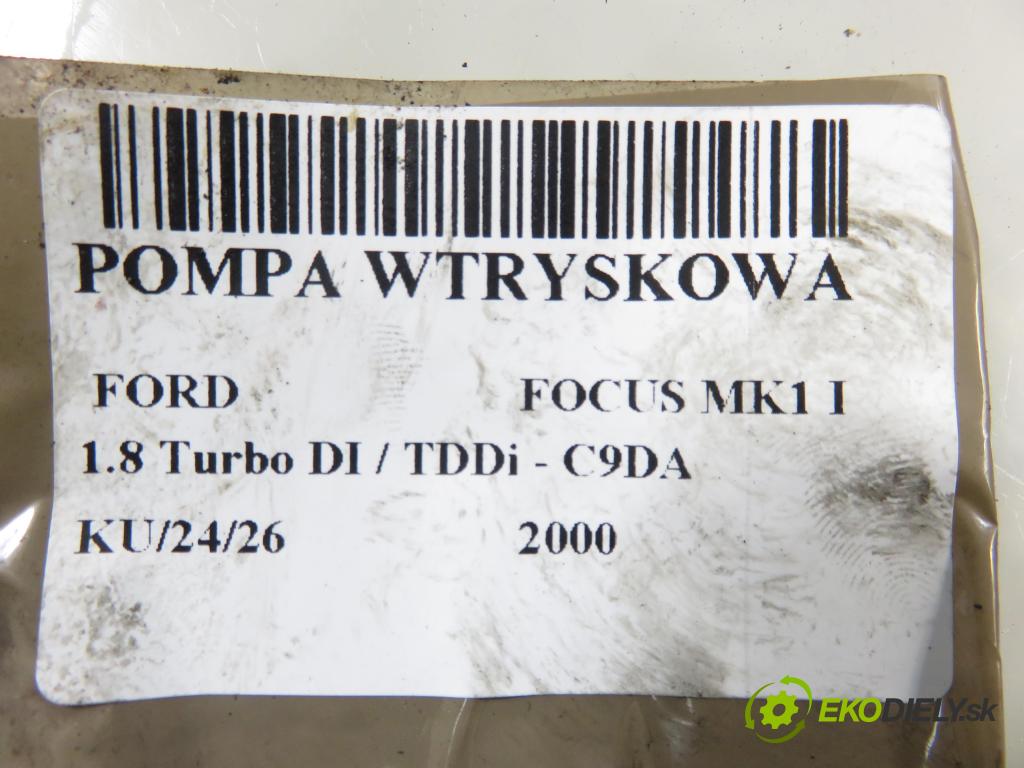 POMPA WTRYSKOWA
FORD FOCUS MK1 I
1.8 Turbo DI / TDDi - C9DA
KU/24/26 2000
EKODIELY.sk